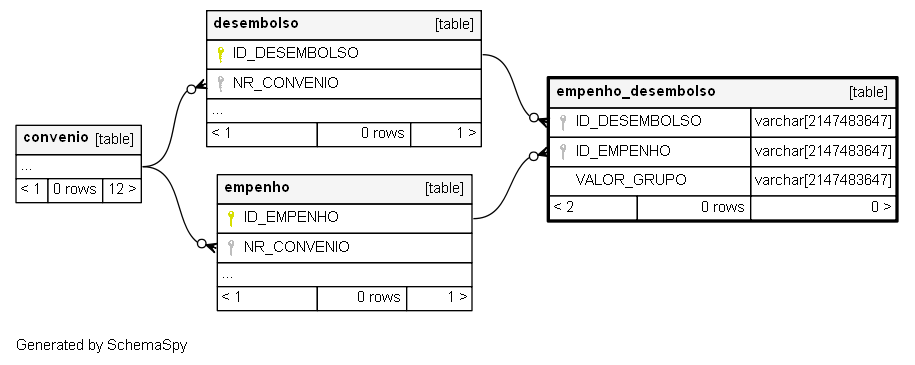 desembolso [table]
ID_DESEMBOLSO
NR_CONVENIO
...
< 1 0 rows 1 >
convenio [table]
...
< 1 0 rows 12 >
empenho [table]
ID_EMPENHO
NR_CONVENIO
...
< 1 0 rows 1 >
empenho_desembolso [table]
ID_DESEMBOLSO varchar[2147483647]
ID_EMPENHO varchar[2147483647]
VALOR_GRUPO varchar[2147483647]
< 2 0 rows 0 >
Generated by SchemaSpy